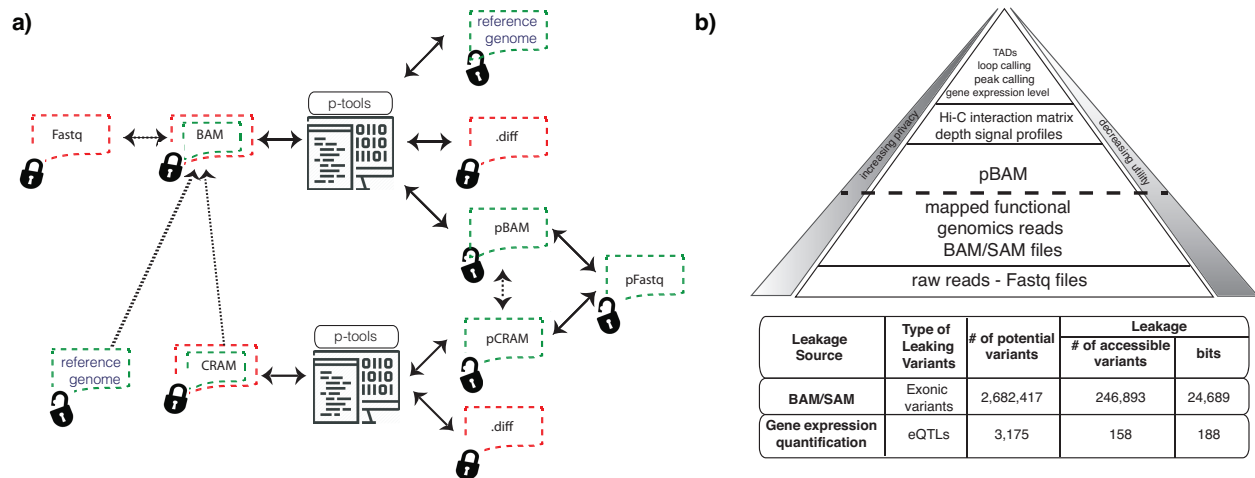 a)
reference
genome
p-tools
Fastq
BAM
.diff
pBAM
pFastq
p-tools
pCRAM
reference
genome
CRAM
.diff
b)
TADs
loop calling
peak calling
gene expression level
Hi-C interaction matrix
depth signal profiles
increasing privacy
decreasing utility
pBAM
mapped functional
genomics reads
BAM/SAM files
raw reads - Fastq files
Leakage
Source
Type of
Leaking
Variants
# of potential
variants
Leakage
# of accessible
variants
bits
BAM/SAM
Exonic
variants
2,682,417
246,893
24,689
Gene expression
quantification
eQTLs
3,175
158
188